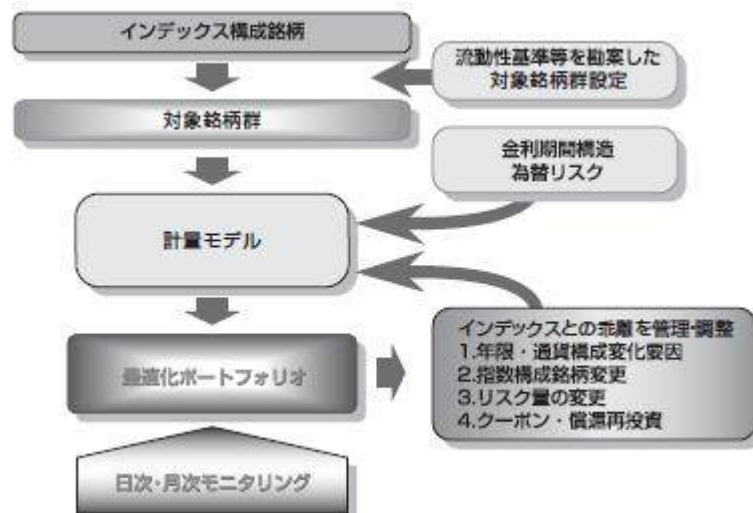 インデックス構成銘柄
流動性基準等を勘案した
対象銘柄群設定
対象銘柄群
金利期間構造
為替リスク
計量モデル
インデックスとの乖離を管理・調整
1.年限・通貨構成変化要因
2.指数構成銘柄変更
3.リスク量の変更
4.クーポン・償還再投資
最適化ポートフォリオ
日次・月次モニタリング